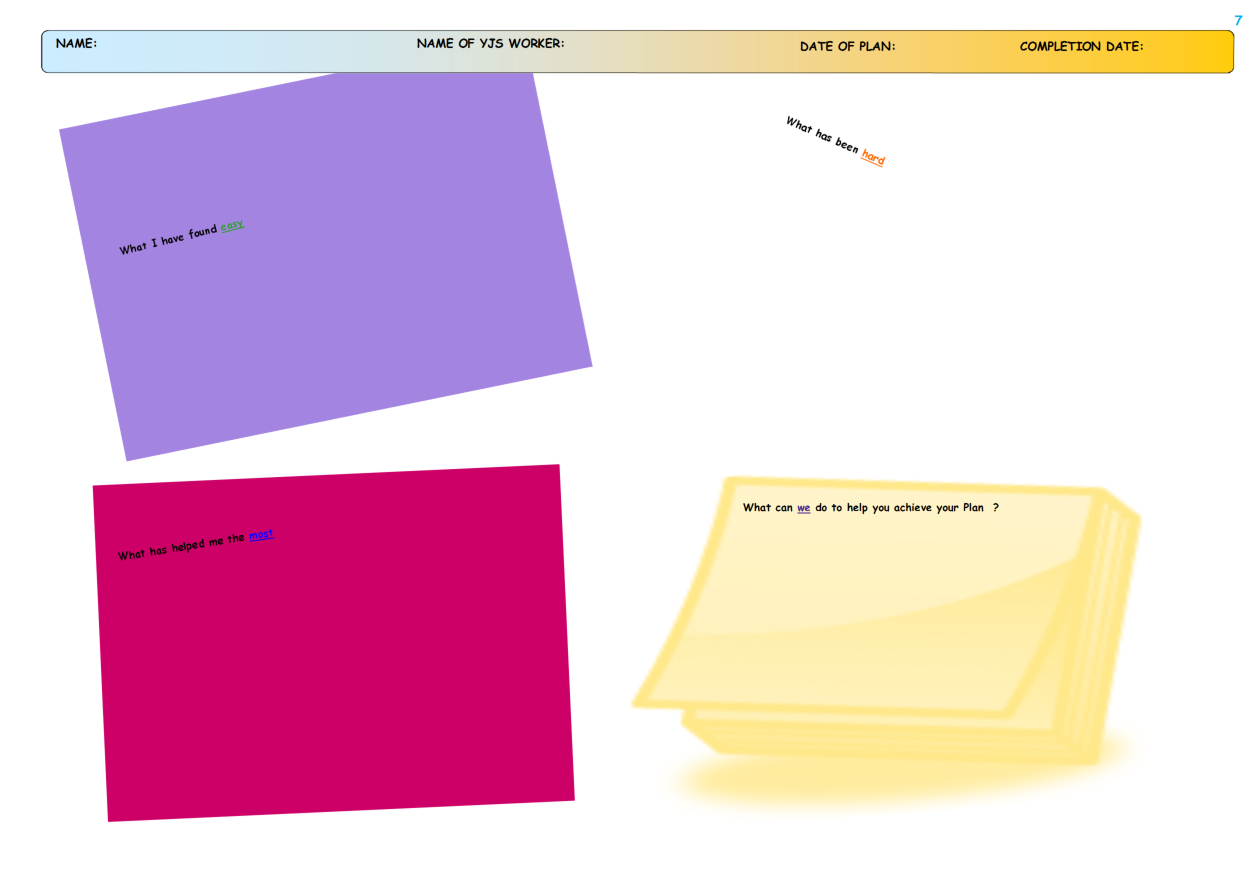 7
NAME:
NAME OF YJS WORKER:
DATE OF PLAN:
COMPLETION DATE:
What I have found easy
What has been hard
What has helped me the most
What can we do to help you achieve your Plan ?